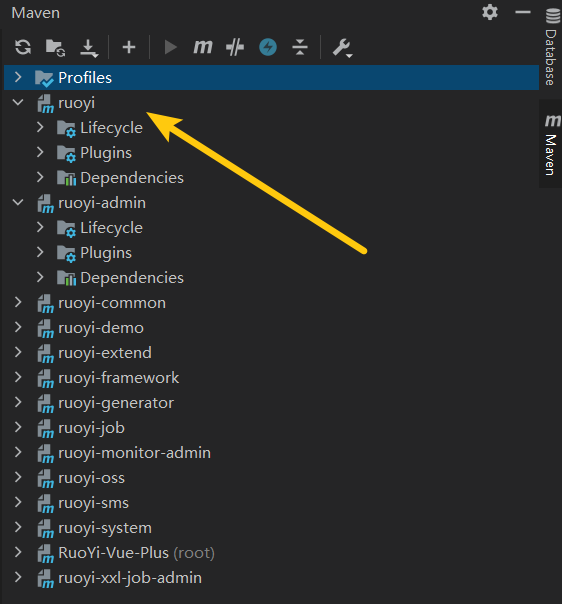 Maven
Profiles
ruoyi
Lifecycle
Plugins
Dependencies
ruoyi-admin
Lifecycle
Plugins
Dependencies
ruoyi-common
ruoyi-demo
ruoyi-extend
ruoyi-framework
ruoyi-generator
ruoyi-job
ruoyi-monitor-admin
ruoyi-oss
ruoyi-sms
ruoyi-system
RuoYi-Vue-Plus (root)
ruoyi-xxl-job-admin
Database
Maven